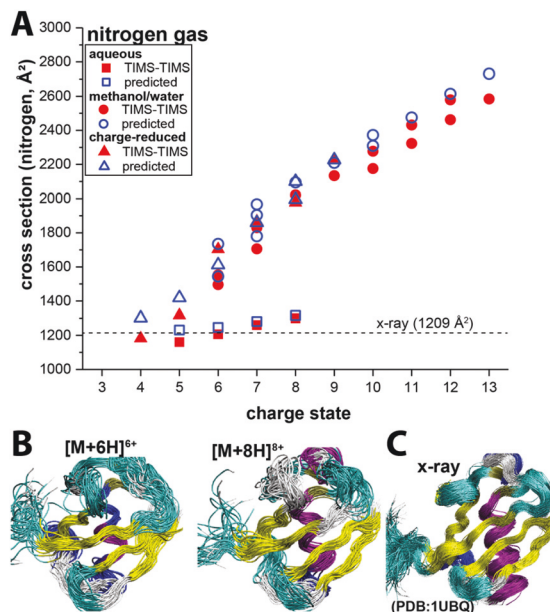 A
nitrogen gas
aqueous
TIMS-TIMS
predicted
methanol/water
TIMS-TIMS
predicted
charge-reduced
TIMS-TIMS
predicted
cross section (nitrogen, Å²)
3000
2800
2600
2400
2200
2000
1800
1600
1400
1200
1000
x-ray (1209 Å²)
3 4 5 6 7 8 9 10 11 12 13
charge state
B
[M+6H]⁶⁺
[M+8H]⁸⁺
C
x-ray
(PDB:1UBQ)